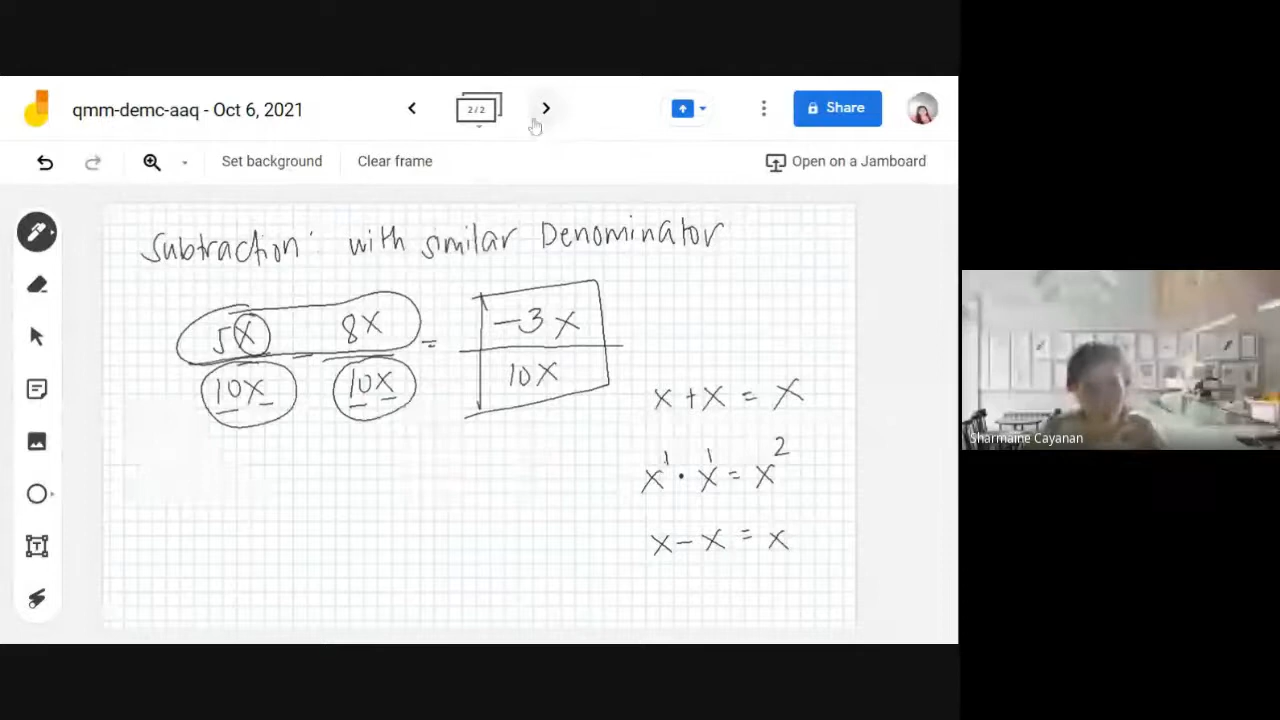 qmm-demc-aaq - Oct 6, 2021
2/2
Share
Set background
Clear frame
Open on a Jamboard
Subtraction: with similar Denominator
5x/10x - 8x/10x = -3x/10x
x + x = x
x¹ · x¹ = x²
x - x = x
Sharmaine Cayanan